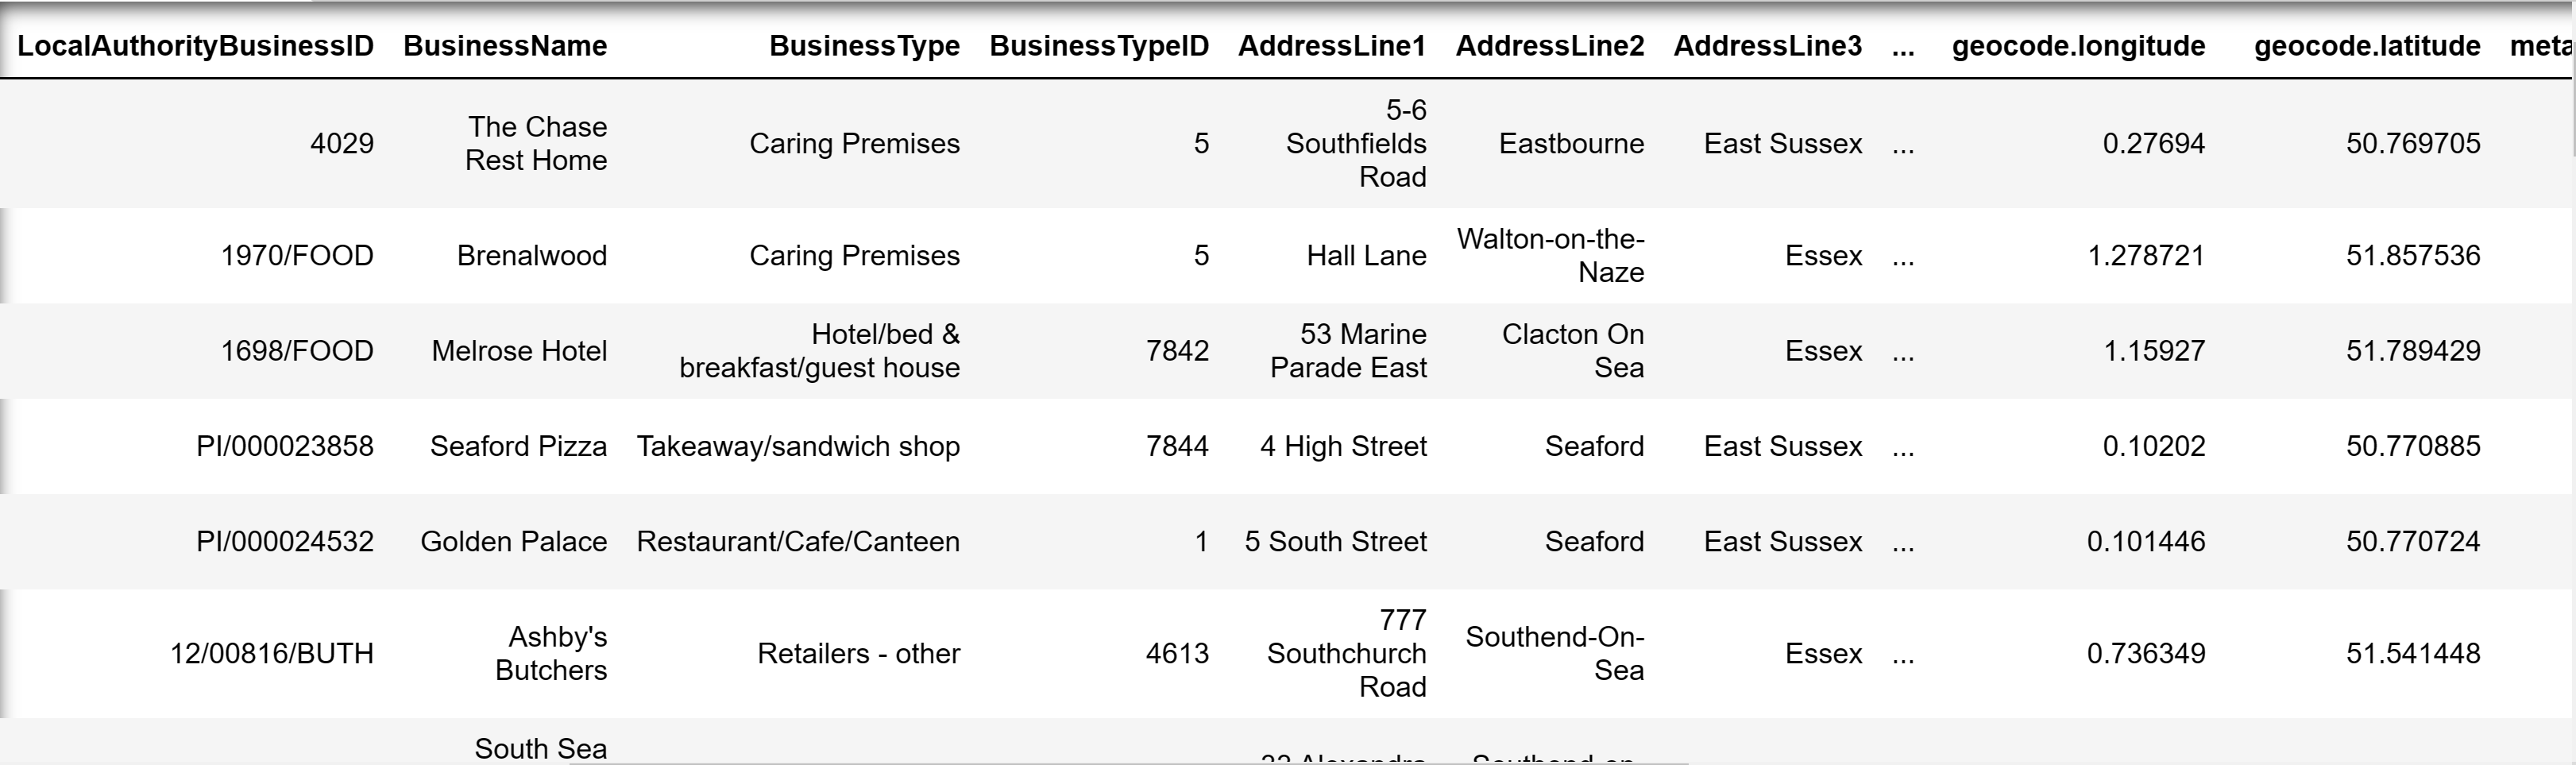 LocalAuthorityBusinessID BusinessName BusinessType BusinessTypeID AddressLine1 AddressLine2 AddressLine3 ... geocode.longitude geocode.latitude meta
4029 The Chase Rest Home Caring Premises 5 5-6 Southfields Road Eastbourne East Sussex ... 0.27694 50.769705
1970/FOOD Brenalwood Caring Premises 5 Hall Lane Walton-on-the-Naze Essex ... 1.278721 51.857536
1698/FOOD Melrose Hotel Hotel/bed & breakfast/guest house 7842 53 Marine Parade East Clacton On Sea Essex ... 1.15927 51.789429
PI/000023858 Seaford Pizza Takeaway/sandwich shop 7844 4 High Street Seaford East Sussex ... 0.10202 50.770885
PI/000024532 Golden Palace Restaurant/Cafe/Canteen 1 5 South Street Seaford East Sussex ... 0.101446 50.770724
12/00816/BUTH Ashby's Butchers Retailers - other 4613 777 Southchurch Road Southend-On-Sea Essex ... 0.736349 51.541448
South Sea